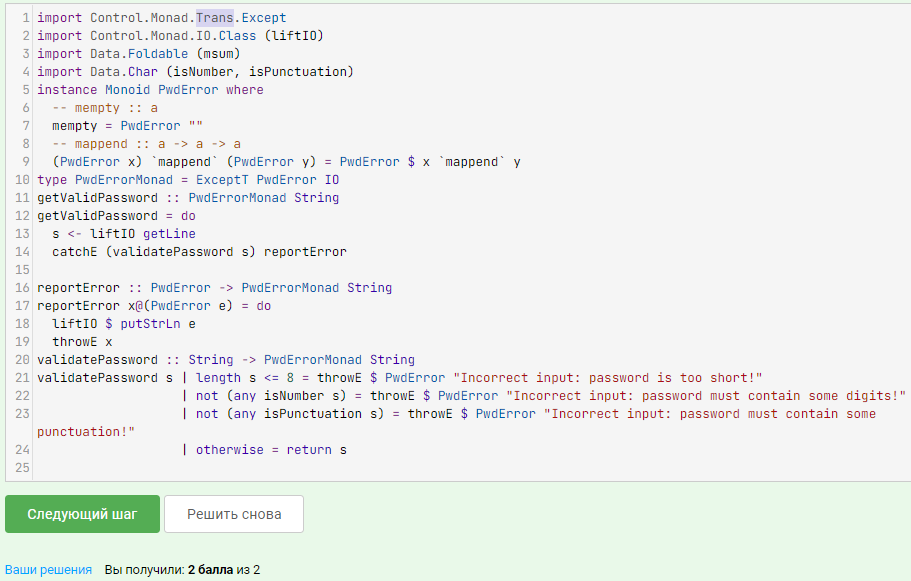 1 import Control.Monad.Trans.Except
2 import Control.Monad.IO.Class (liftIO)
3 import Data.Foldable (msum)
4 import Data.Char (isNumber, isPunctuation)
5 instance Monoid PwdError where
6   -- mempty :: a
7   mempty = PwdError ""
8   -- mappend :: a -> a -> a
9   (PwdError x) `mappend` (PwdError y) = PwdError $ x `mappend` y
10 type PwdErrorMonad = ExceptT PwdError IO
11 getValidPassword :: PwdErrorMonad String
12 getValidPassword = do
13   s <- liftIO getLine
14   catchE (validatePassword s) reportError
15
16 reportError :: PwdError -> PwdErrorMonad String
17 reportError x@(PwdError e) = do
18   liftIO $ putStrLn e
19   throwE x
20 validatePassword :: String -> PwdErrorMonad String
21 validatePassword s | length s <= 8 = throwE $ PwdError "Incorrect input: password is too short!"
22                    | not (any isNumber s) = throwE $ PwdError "Incorrect input: password must contain some digits!"
23                    | not (any isPunctuation s) = throwE $ PwdError "Incorrect input: password must contain some
punctuation!"
24                    | otherwise = return s
25
Следующий шаг Решить снова
Ваши решения Вы получили: 2 балла из 2